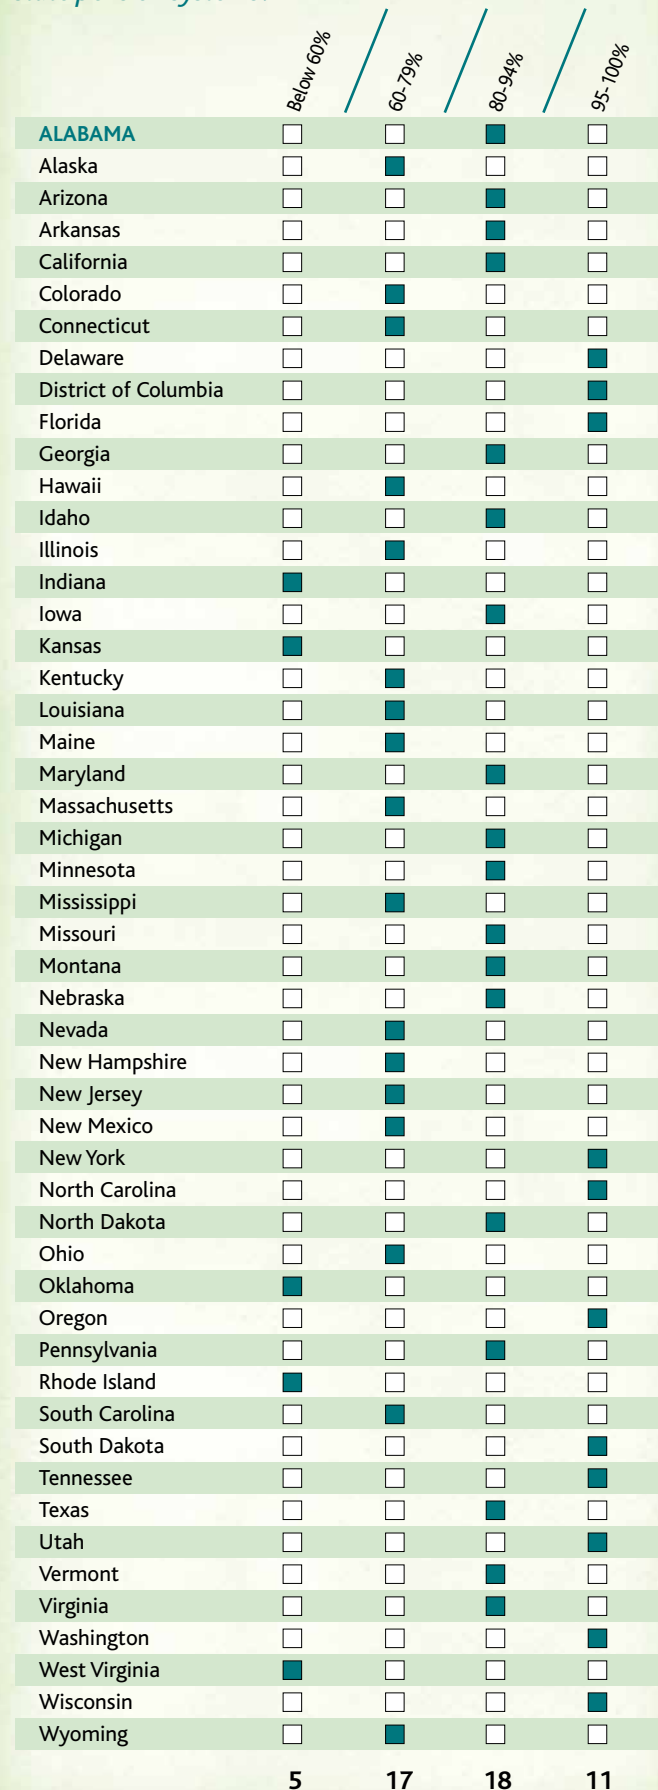 Below 60%
60-79%
80-94%
95-100%
ALABAMA
Alaska
Arizona
Arkansas
California
Colorado
Connecticut
Delaware
District of Columbia
Florida
Georgia
Hawaii
Idaho
Illinois
Indiana
Iowa
Kansas
Kentucky
Louisiana
Maine
Maryland
Massachusetts
Michigan
Minnesota
Mississippi
Missouri
Montana
Nebraska
Nevada
New Hampshire
New Jersey
New Mexico
New York
North Carolina
North Dakota
Ohio
Oklahoma
Oregon
Pennsylvania
Rhode Island
South Carolina
South Dakota
Tennessee
Texas
Utah
Vermont
Virginia
Washington
West Virginia
Wisconsin
Wyoming
5 17 18 11